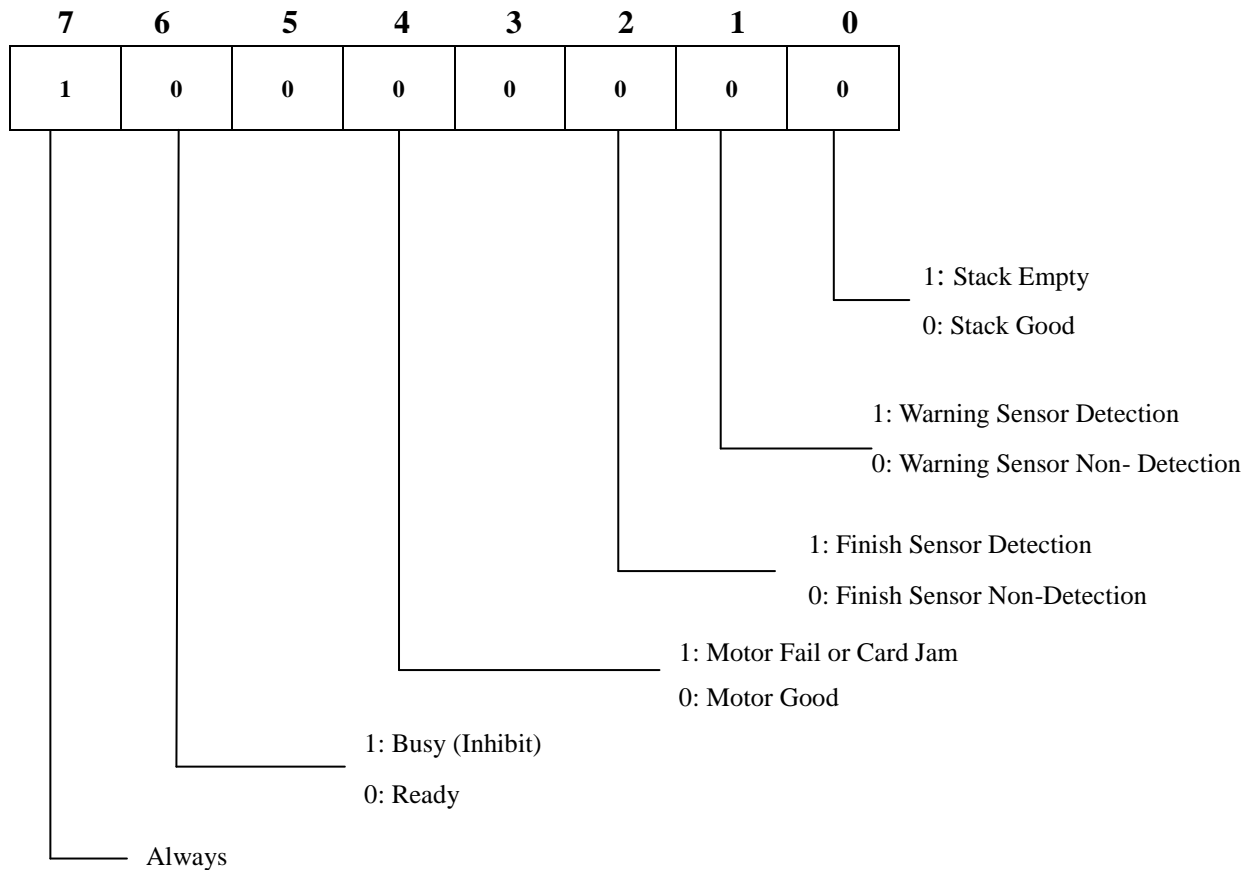 7 6 5 4 3 2 1 0
1 0 0 0 0 0 0 0
1: Stack Empty
0: Stack Good
1: Warning Sensor Detection
0: Warning Sensor Non- Detection
1: Finish Sensor Detection
0: Finish Sensor Non-Detection
1: Motor Fail or Card Jam
0: Motor Good
1: Busy (Inhibit)
0: Ready
Always